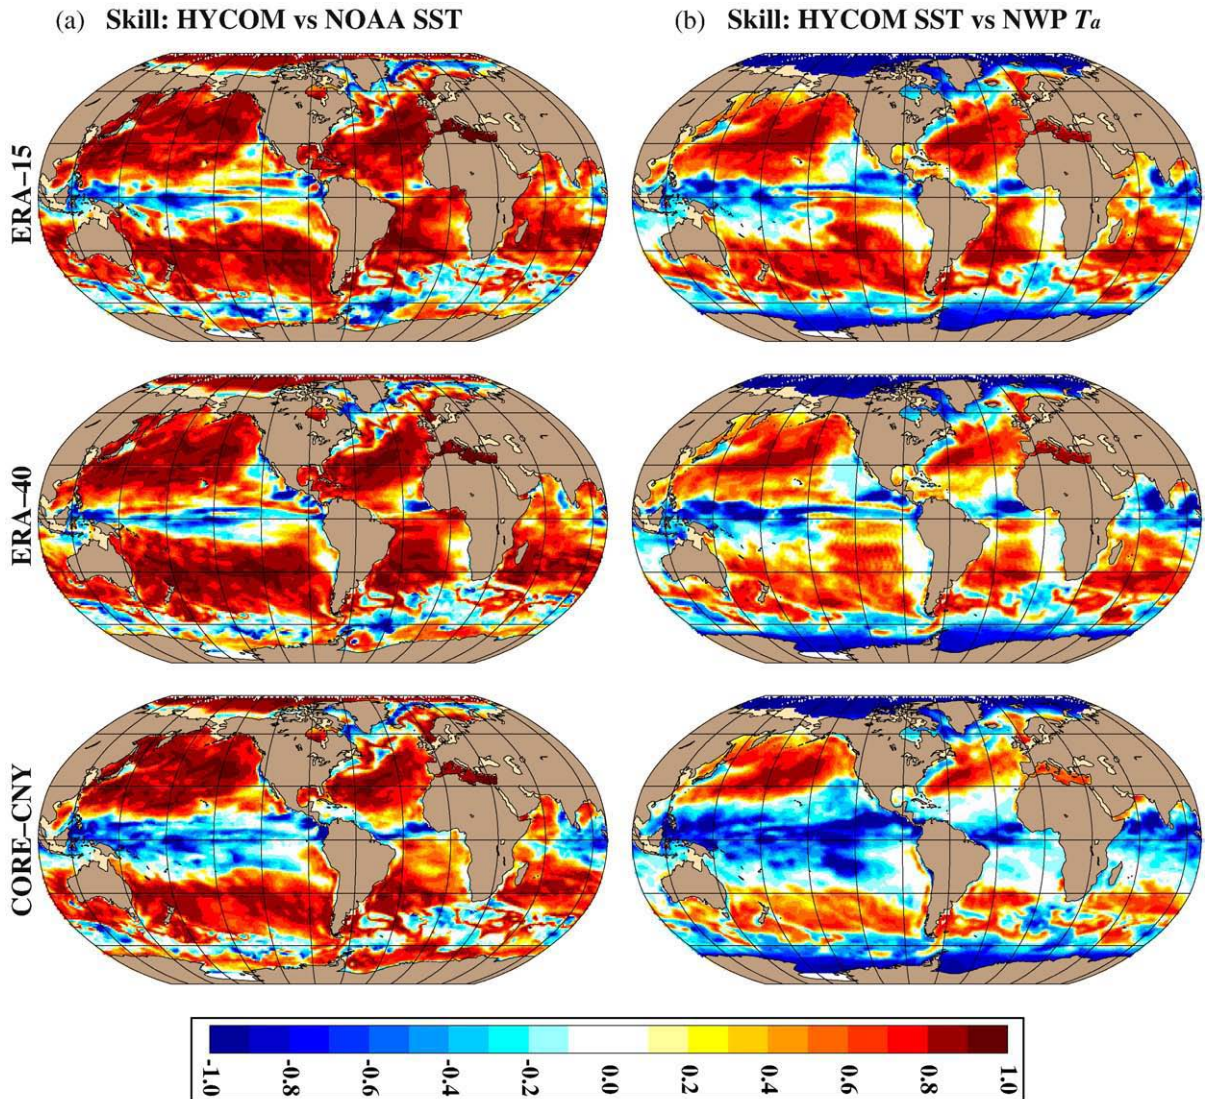 (a) Skill: HYCOM vs NOAA SST
(b) Skill: HYCOM SST vs NWP Ta
ERA–15
ERA–40
CORE–CNY
-1.0 -0.8 -0.6 -0.4 -0.2 0.0 0.2 0.4 0.6 0.8 1.0